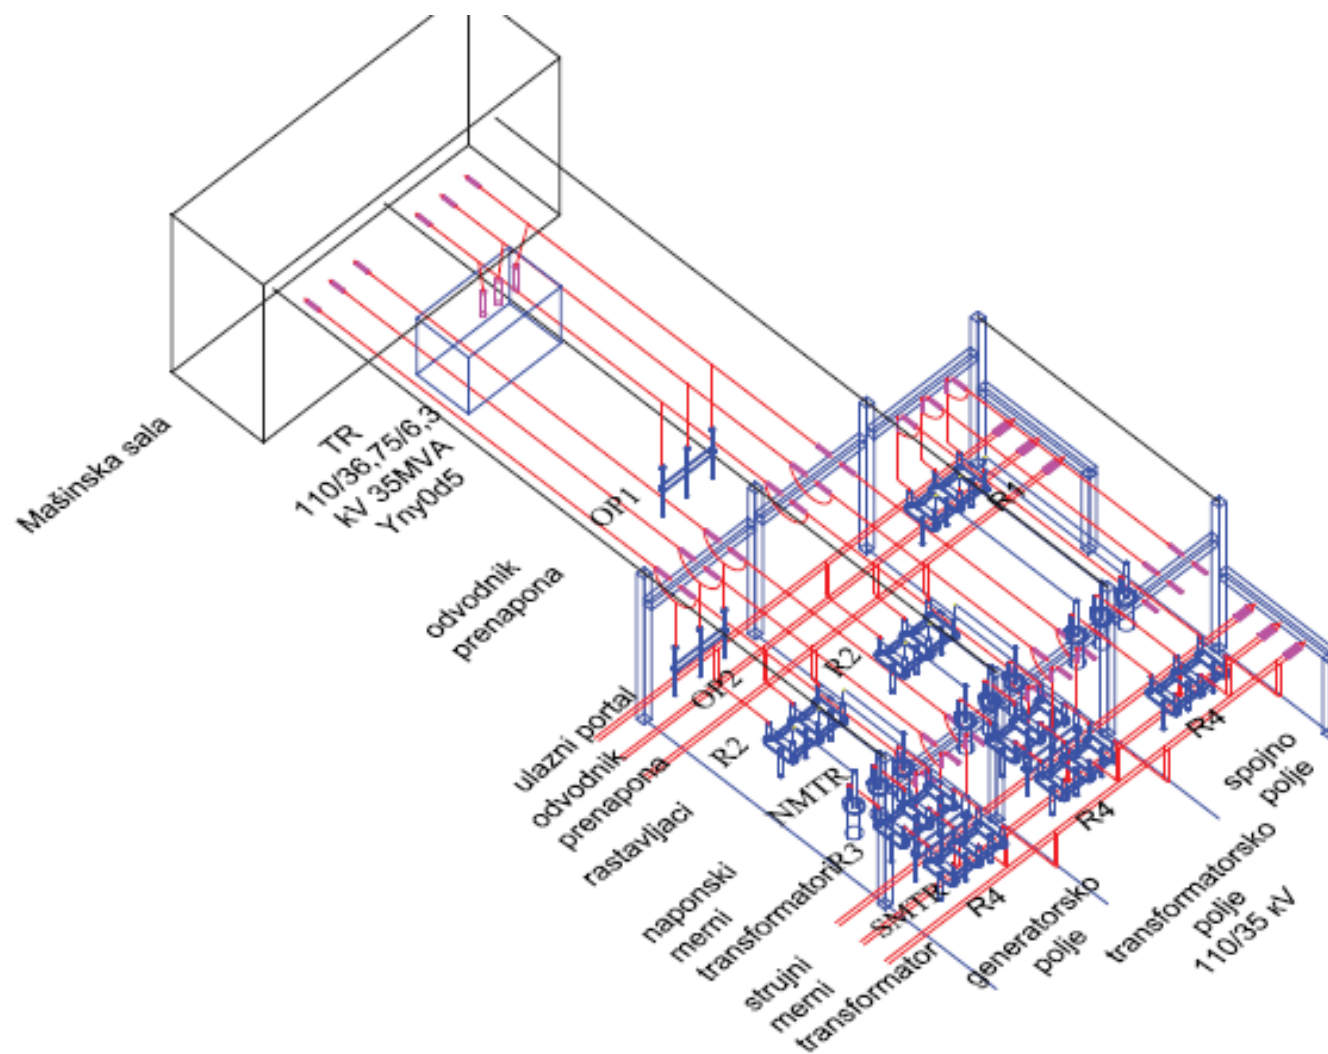 Mašinska sala
TR
110/36,75/6,3
kV 35MVA
Yny0d5
odvodnik
prenapona
OP1
R1
ulazni portal
OP2
odvodnik
prenapona
R2
R2
rastavljaci
NMTR
naponski
merni
transformatori
R3
strujni
merni
transformator
SMTR
R4
R4
R4
generatorsko
polje
transformatorsko
polje
110/35 кV
spojno
polje